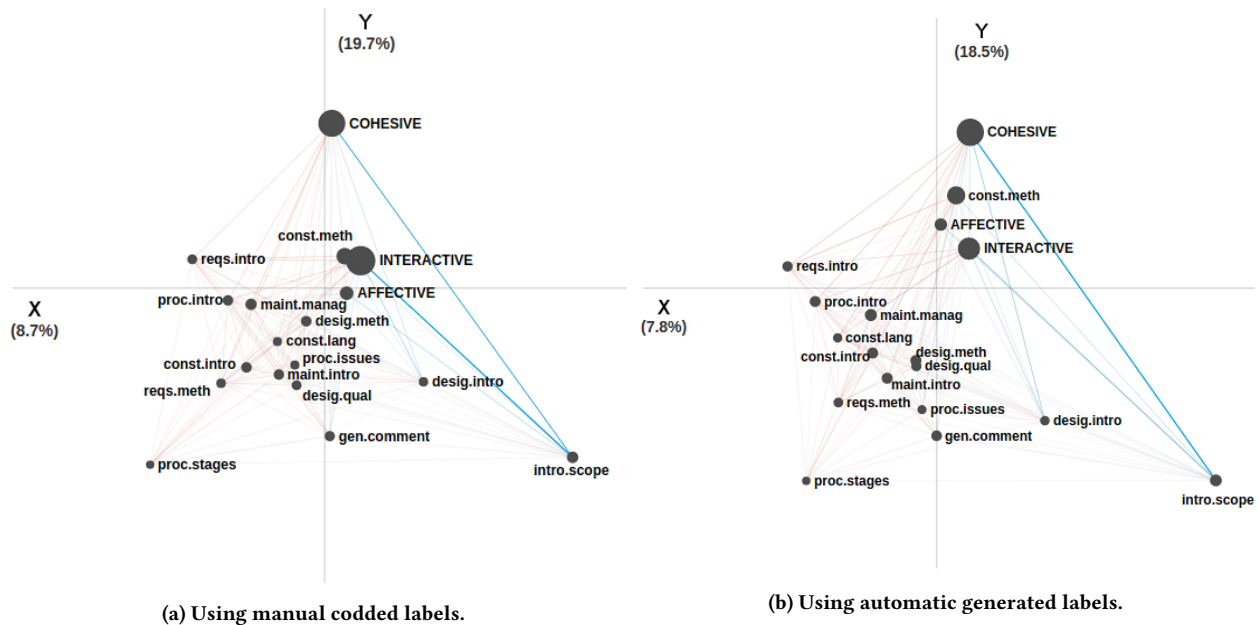 Y
(19.7%)
COHESIVE
const.meth
reqs.intro
INTERACTIVE
X
(8.7%)
proc.intro
AFFECTIVE
maint.manag
desig.meth
const.lang
const.intro
proc.issues
maint.intro
reqs.meth
desig.qual
desig.intro
gen.comment
proc.stages
intro.scope
(a) Using manual codded labels.
Y
(18.5%)
COHESIVE
const.meth
AFFECTIVE
INTERACTIVE
reqs.intro
X
(7.8%)
proc.intro
maint.manag
const.lang
const.intro
desig.meth
desig.qual
maint.intro
reqs.meth
proc.issues
desig.intro
gen.comment
proc.stages
intro.scope
(b) Using automatic generated labels.